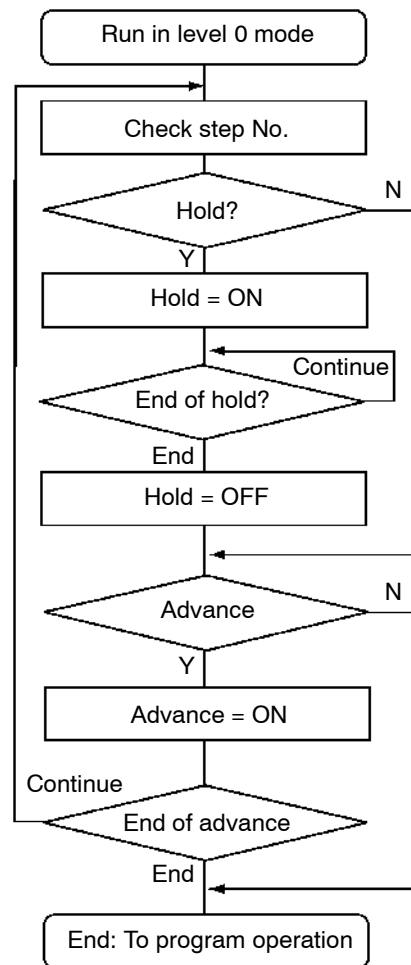 Run in level 0 mode
Check step No.
Hold?
N
Y
Hold = ON
Continue
End of hold?
End
Hold = OFF
Advance
N
Y
Advance = ON
Continue
End of advance
End
End: To program operation